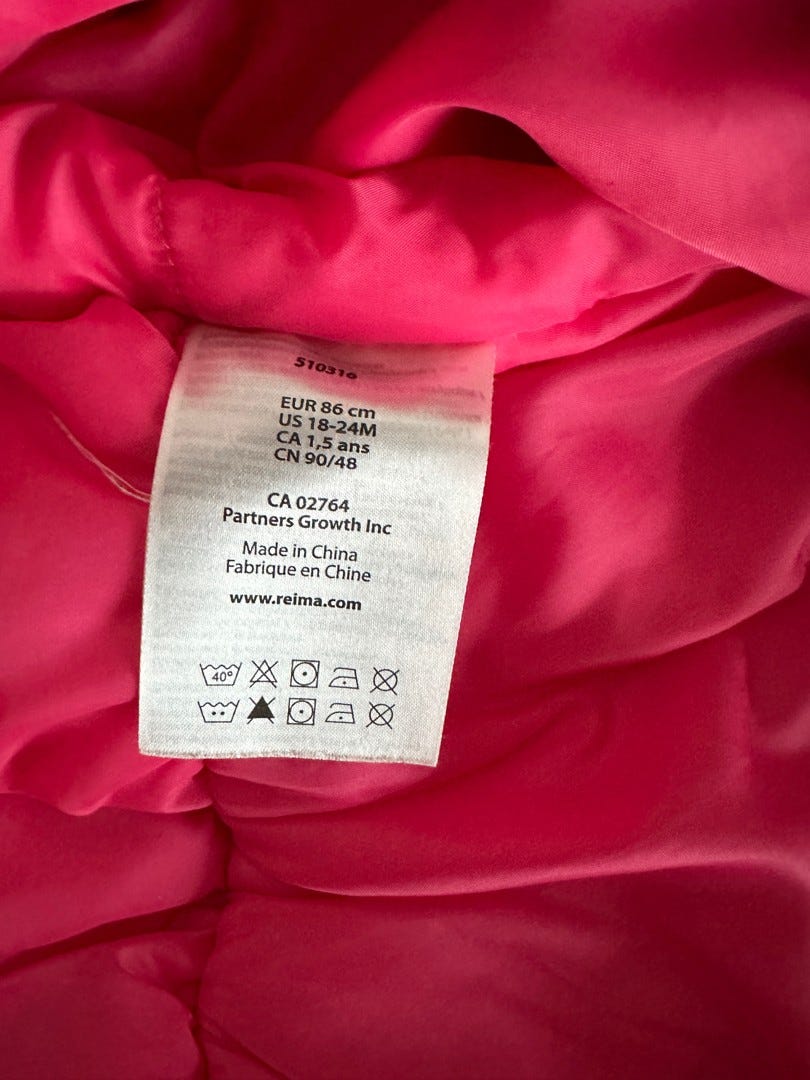 510316
EUR 86 cm
US 18-24M
CA 1,5 ans
CN 90/48
CA 02764
Partners Growth Inc
Made in China
Fabrique en Chine
www.reima.com
40°